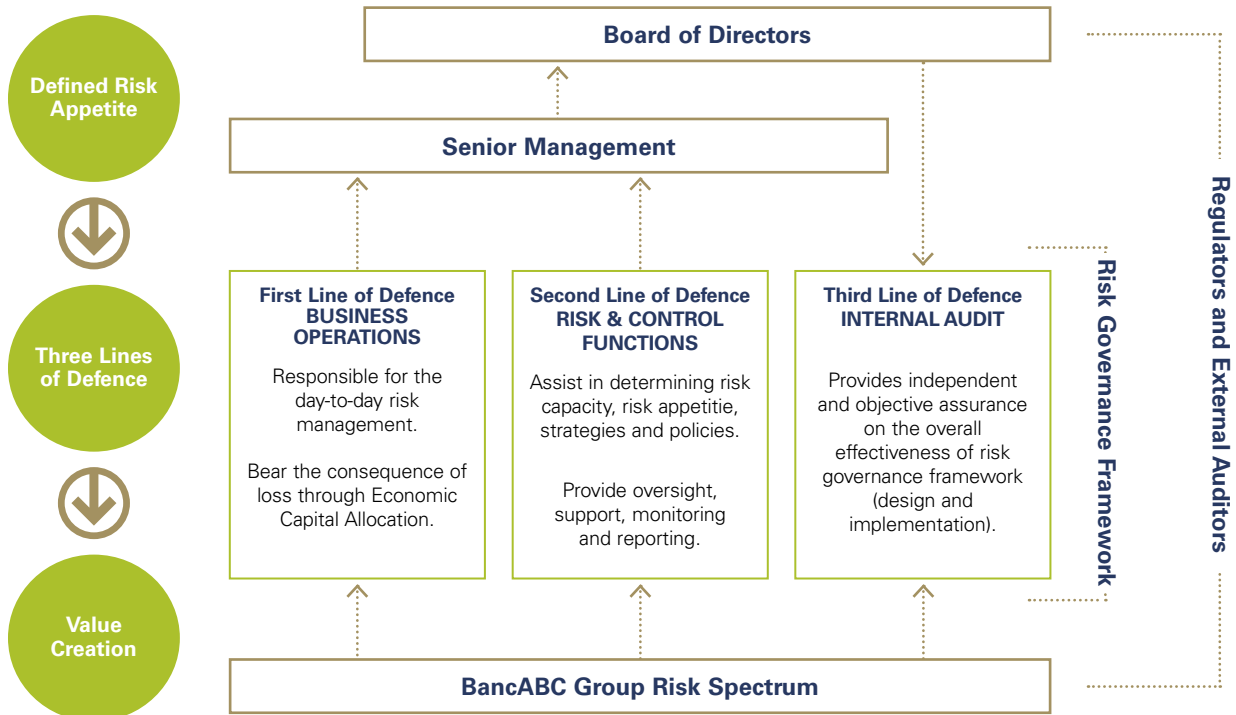 Defined Risk
Appetite
Three Lines
of Defence
Value
Creation
Board of Directors
Senior Management
First Line of Defence
BUSINESS
OPERATIONS
Responsible for the
day-to-day risk
management.
Bear the consequence of
loss through Economic
Capital Allocation.
Second Line of Defence
RISK & CONTROL
FUNCTIONS
Assist in determining risk
capacity, risk appetitie,
strategies and policies.
Provide oversight,
support, monitoring
and reporting.
Third Line of Defence
INTERNAL AUDIT
Provides independent
and objective assurance
on the overall
effectiveness of risk
governance framework
(design and
implementation).
BancABC Group Risk Spectrum
Risk Governance Framework
Regulators and External Auditors